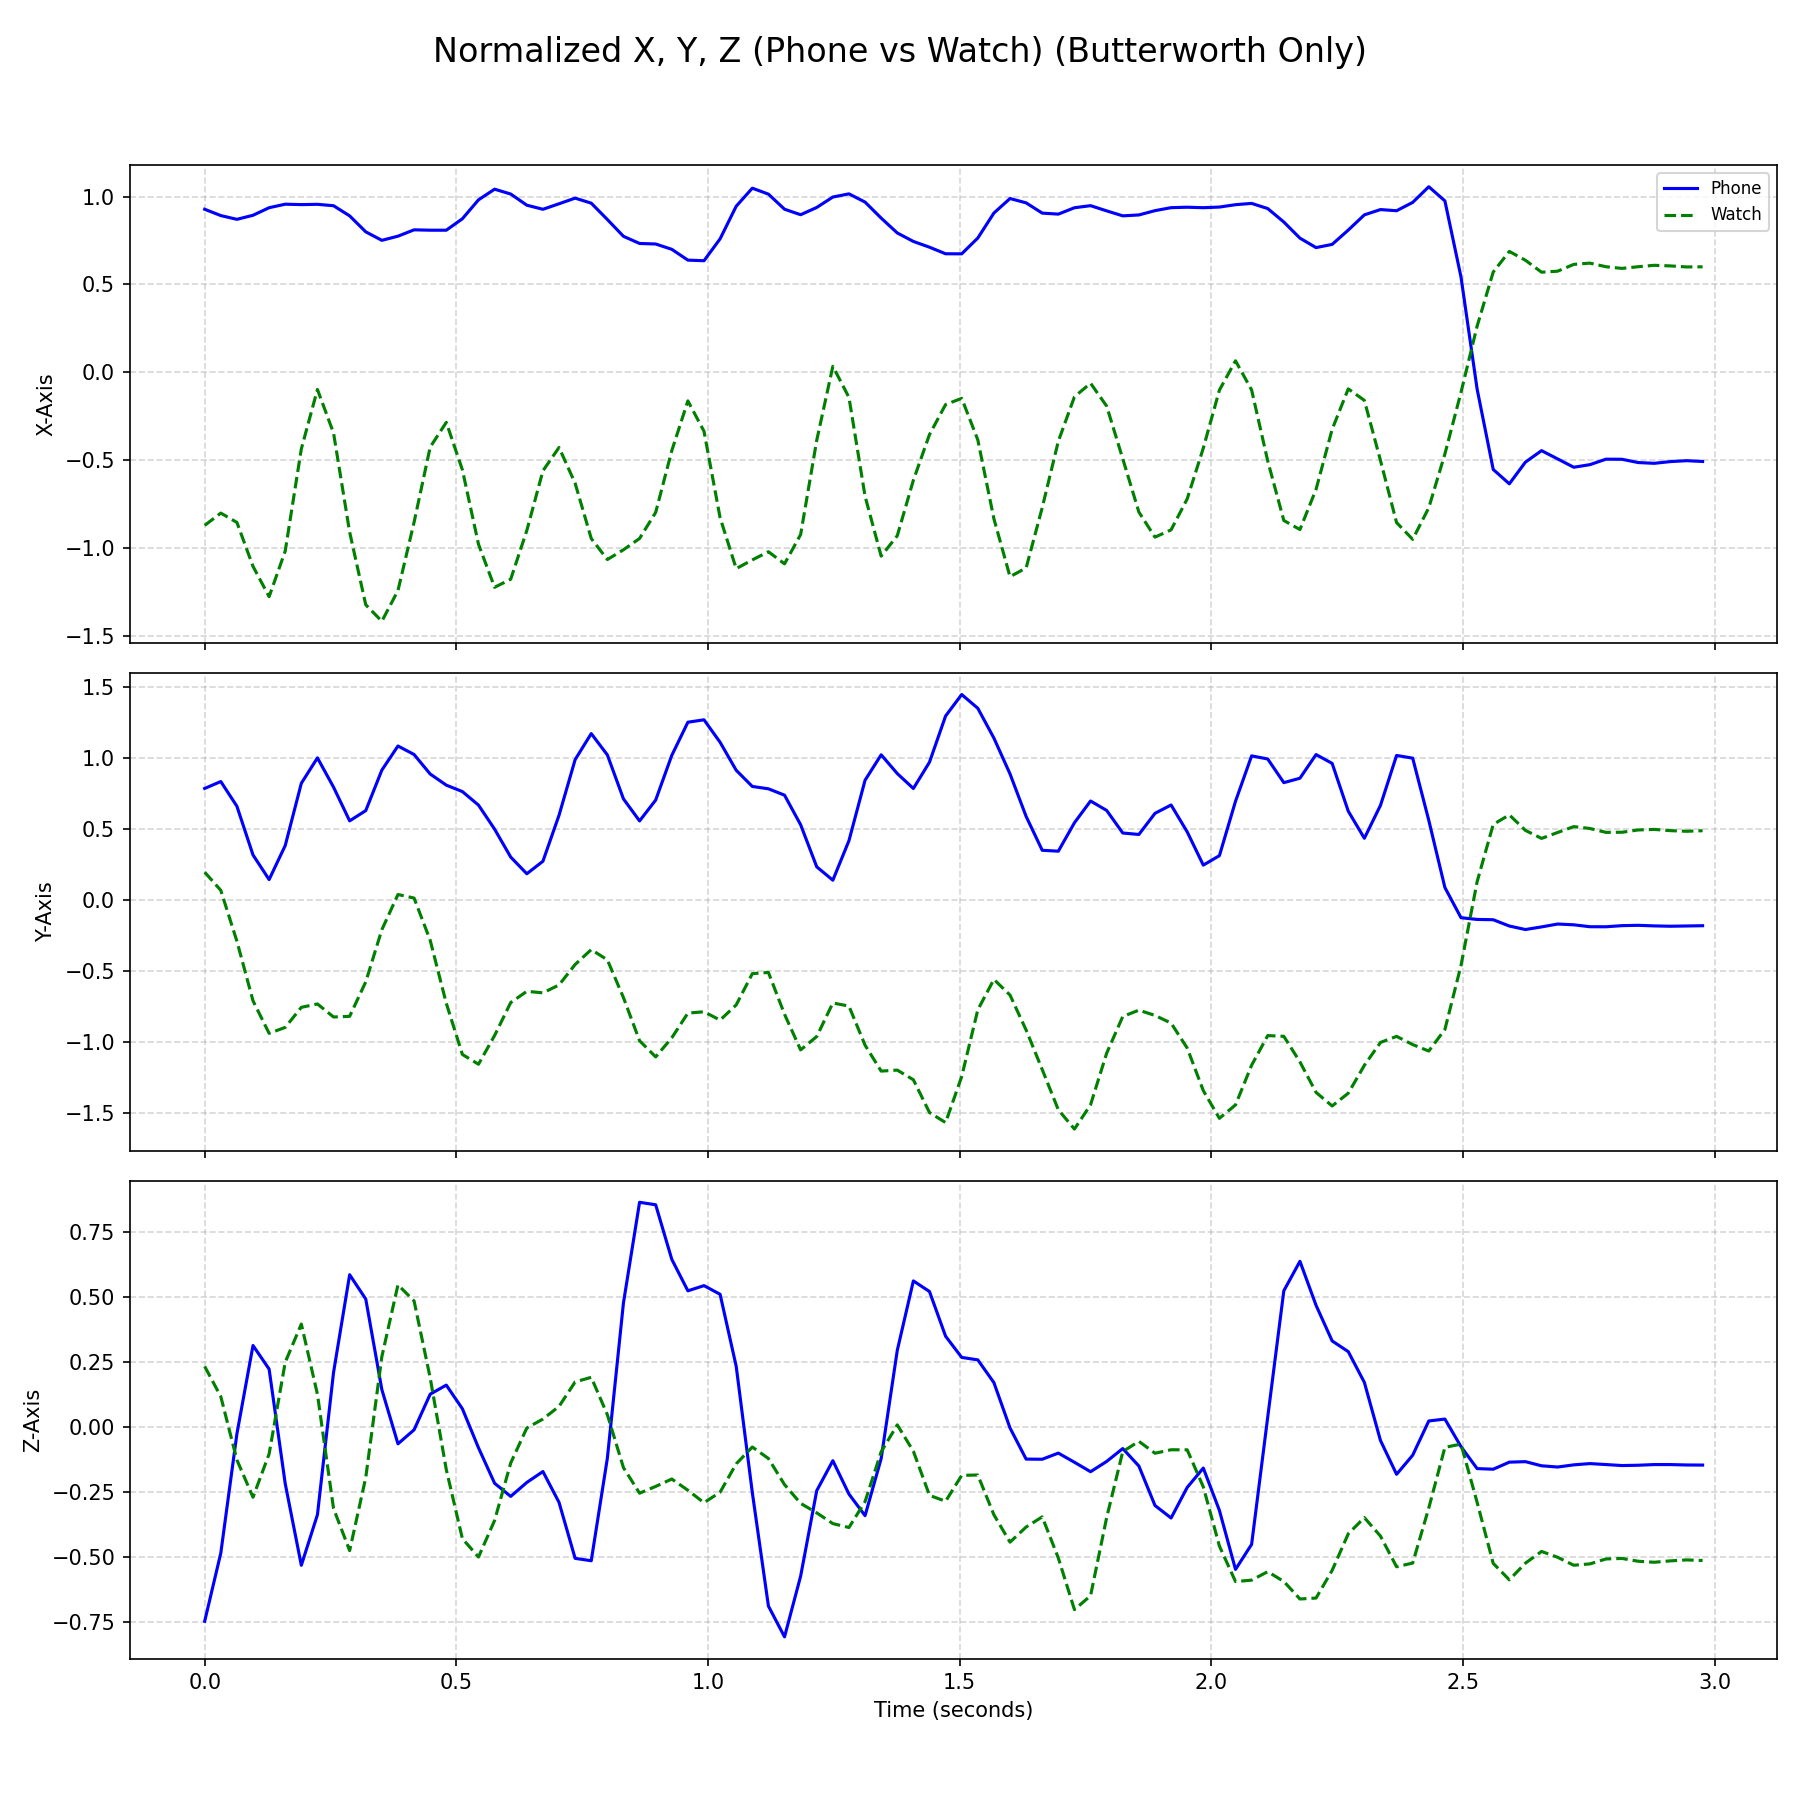 Normalized X, Y, Z (Phone vs Watch) (Butterworth Only)
Phone
Watch
1.0
0.5
0.0
−0.5
−1.0
−1.5
X-Axis
1.5
1.0
0.5
0.0
−0.5
−1.0
−1.5
Y-Axis
0.75
0.50
0.25
0.00
−0.25
−0.50
−0.75
Z-Axis
0.0 0.5 1.0 1.5 2.0 2.5 3.0
Time (seconds)